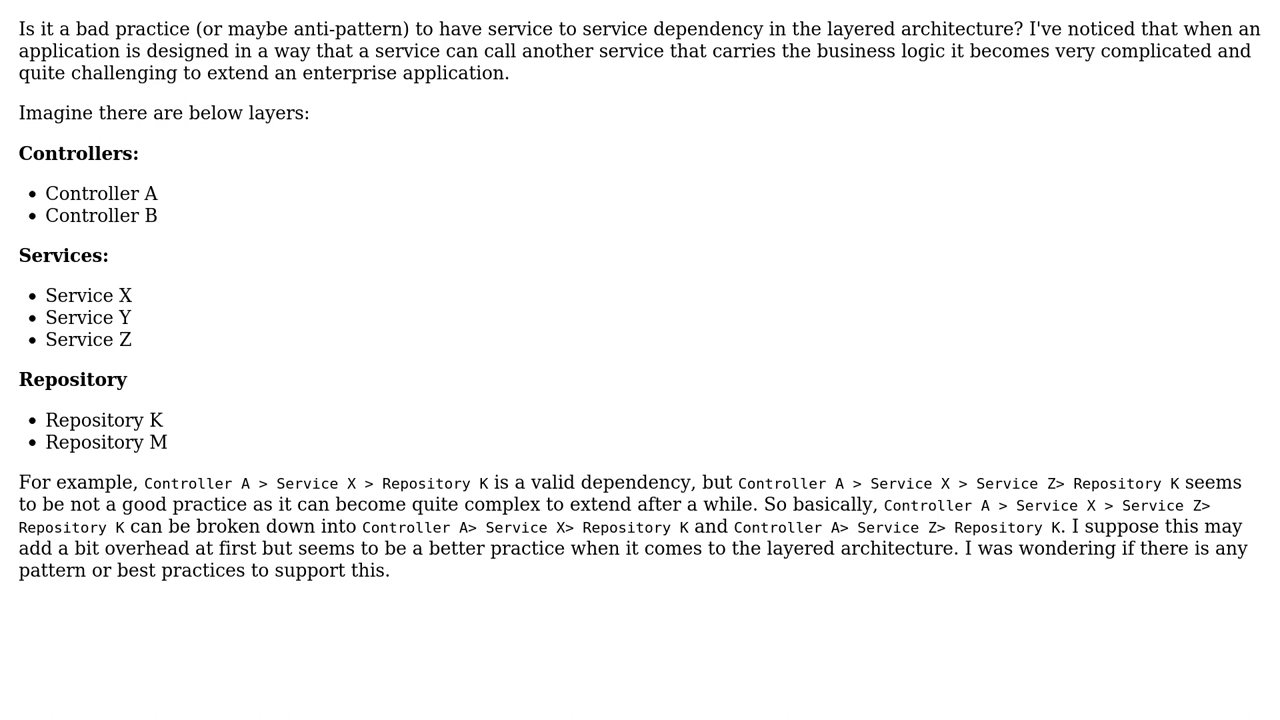 Is it a bad practice (or maybe anti-pattern) to have service to service dependency in the layered architecture? I've noticed that when an
application is designed in a way that a service can call another service that carries the business logic it becomes very complicated and
quite challenging to extend an enterprise application.
Imagine there are below layers:
Controllers:
• Controller A
• Controller B
Services:
• Service X
• Service Y
• Service Z
Repository
• Repository K
• Repository M
For example, Controller A > Service X > Repository K is a valid dependency, but Controller A > Service X > Service Z> Repository K seems
to be not a good practice as it can become quite complex to extend after a while. So basically, Controller A > Service X > Service Z>
Repository K can be broken down into Controller A> Service X> Repository K and Controller A> Service Z> Repository K. I suppose this may
add a bit overhead at first but seems to be a better practice when it comes to the layered architecture. I was wondering if there is any
pattern or best practices to support this.